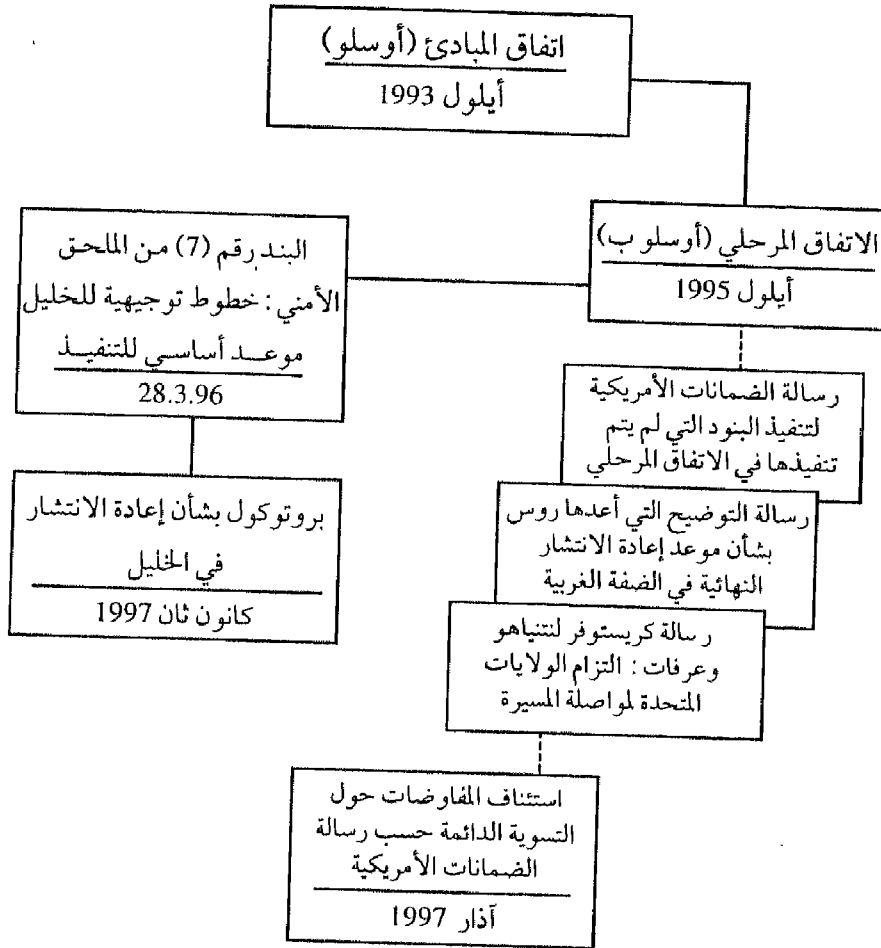 اتفاق المبادئ (أوسلو)
أيلول 1993
الاتفاق المرحلي (أوسلو ب)
أيلول 1995
البند رقم (7) من الملحق
الأمني : خطوط توجيهية للخليل
موعد أساسي للتنفيذ
28.3.96
بروتوكول بشأن إعادة الانتشار
في الخليل
كانون ثان 1997
رسالة الضمانات الأمريكية
لتنفيذ البنود التي لم يتم
تنفيذها في الاتفاق المرحلي
رسالة التوضيح التي أعدها روس
بشأن موعد إعادة الانتشار
النهائية في الضفة الغربية
رسالة كريستوفر لنتنياهو
وعرفات : التزام الولايات
المتحدة لمواصلة المسيرة
استئناف المفاوضات حول
التسوية الدائمة حسب رسالة
الضمانات الأمريكية
آذار 1997